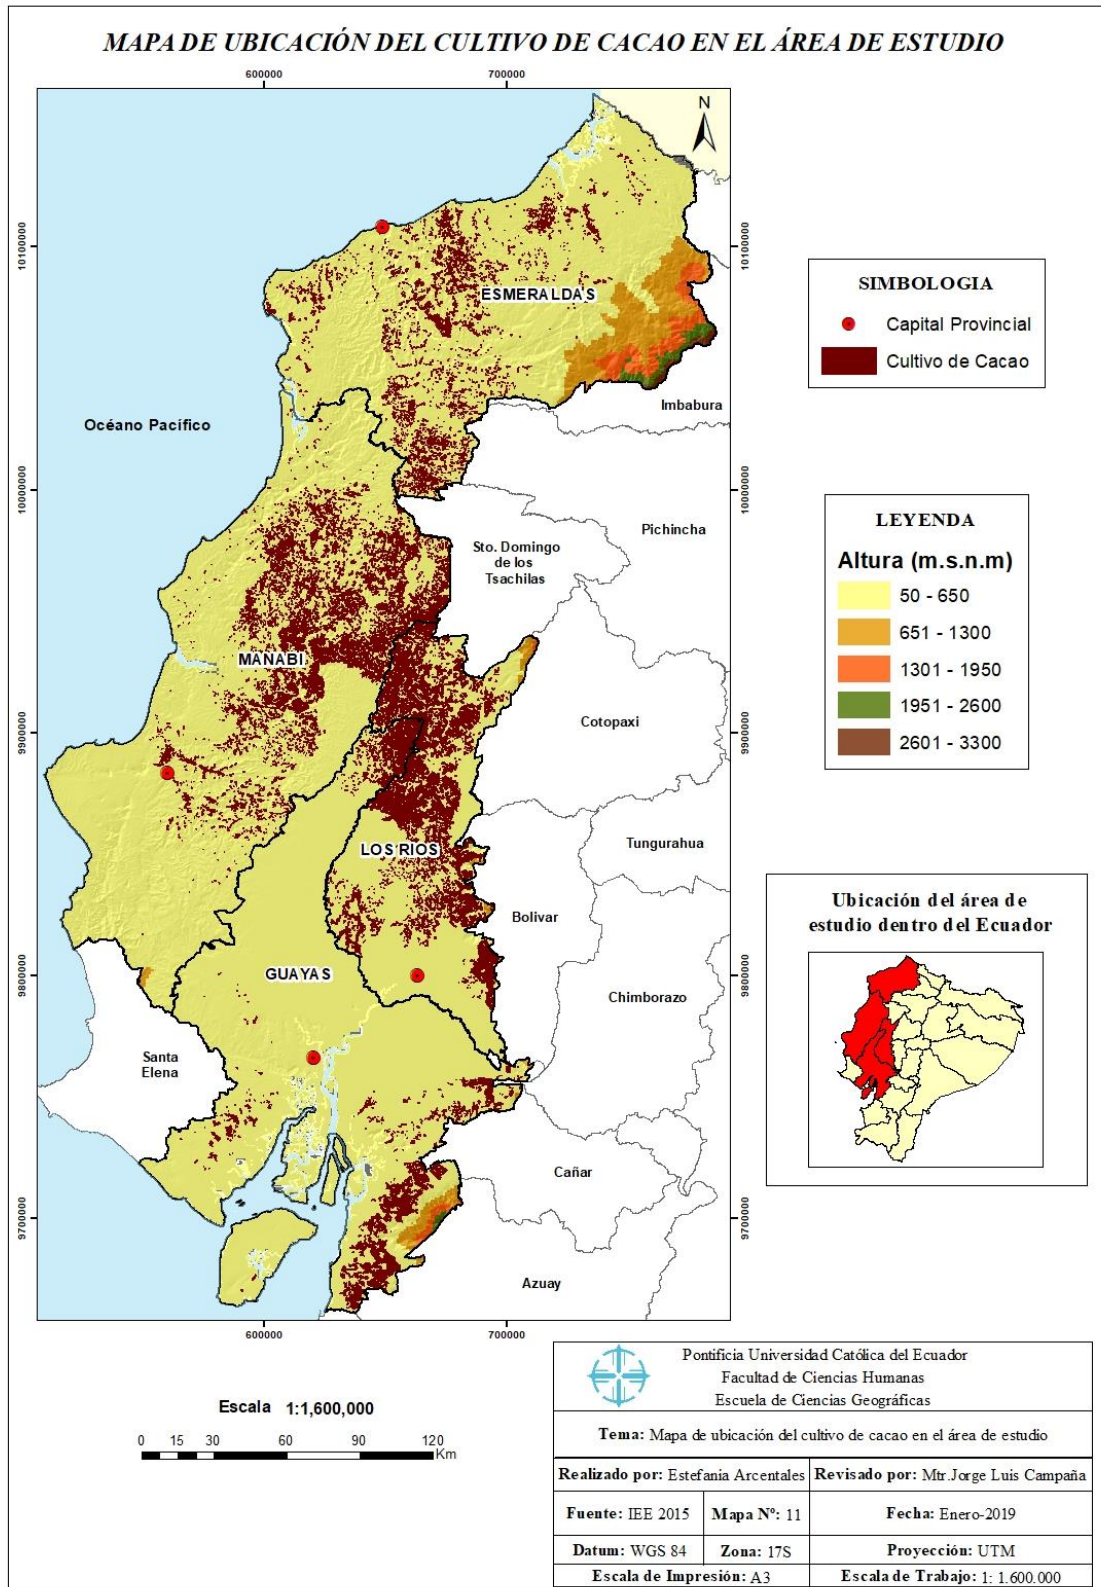 MAPA DE UBICACIÓN DEL CULTIVO DE CACAO EN EL ÁREA DE ESTUDIO
600000
700000
N
10100000
10100000
ESMERALDAS
SIMBOLOGIA
Capital Provincial
Cultivo de Cacao
Imbabura
Océano Pacífico
10000000
10000000
Pichincha
Sto. Domingo
de los
Tsachilas
LEYENDA
Altura (m.s.n.m)
50 - 650
651 - 1300
1301 - 1950
1951 - 2600
2601 - 3300
MANABI
Cotopaxi
9900000
9900000
LOS RIOS
Tungurahua
Bolivar
Ubicación del área de
estudio dentro del Ecuador
GUAYAS
9800000
9800000
Chimborazo
Santa
Elena
Cañar
9700000
9700000
Azuay
600000
700000
Escala 1:1,600,000
0 15 30 60 90 120
Km
Pontificia Universidad Católica del Ecuador
Facultad de Ciencias Humanas
Escuela de Ciencias Geográficas
Tema: Mapa de ubicación del cultivo de cacao en el área de estudio
Realizado por: Estefania Arcentales
Revisado por: Mtr.Jorge Luis Campaña
Fuente: IEE 2015
Mapa Nº: 11
Fecha: Enero-2019
Datum: WGS 84
Zona: 17S
Proyección: UTM
Escala de Impresión: A3
Escala de Trabajo: 1: 1.600.000